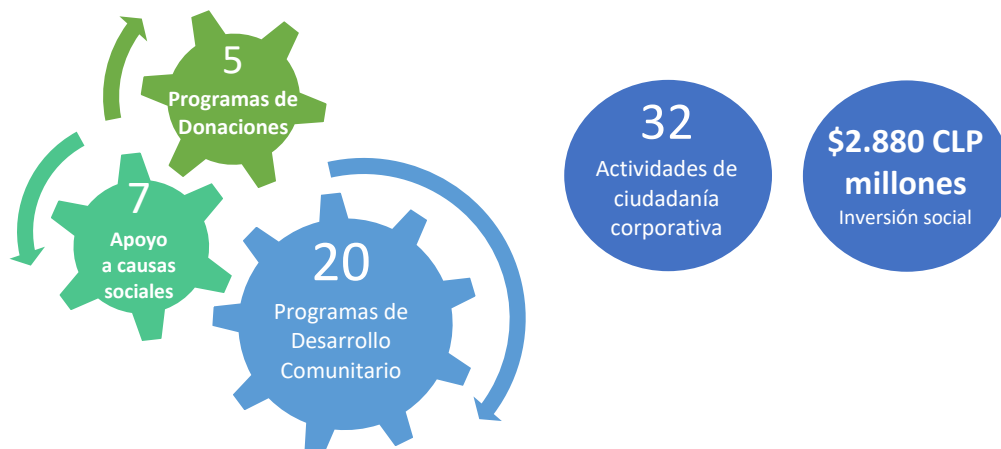 5
Programas de
Donaciones
7
Apoyo
a causas
sociales
20
Programas de
Desarrollo
Comunitario
32
Actividades de
ciudadanía
corporativa
$2.880 CLP
millones
Inversión social